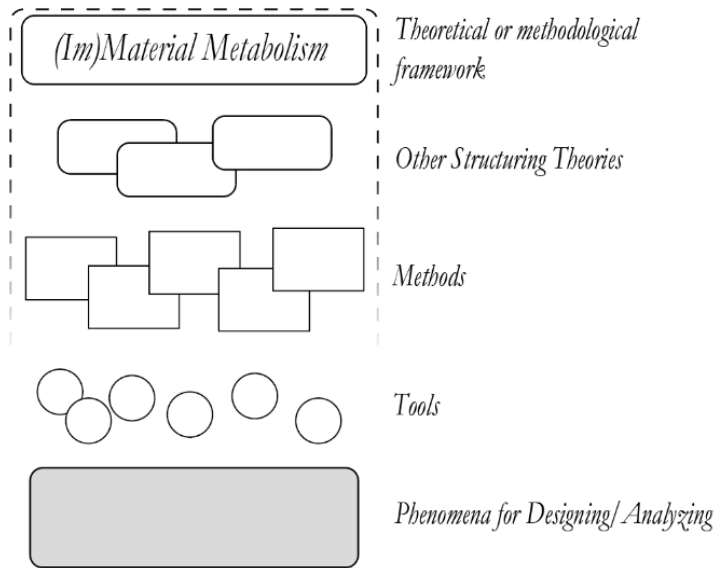 (Im)Material Metabolism
Theoretical or methodological
framework
Other Structuring Theories
Methods
Tools
Phenomena for Designing/ Analyzing